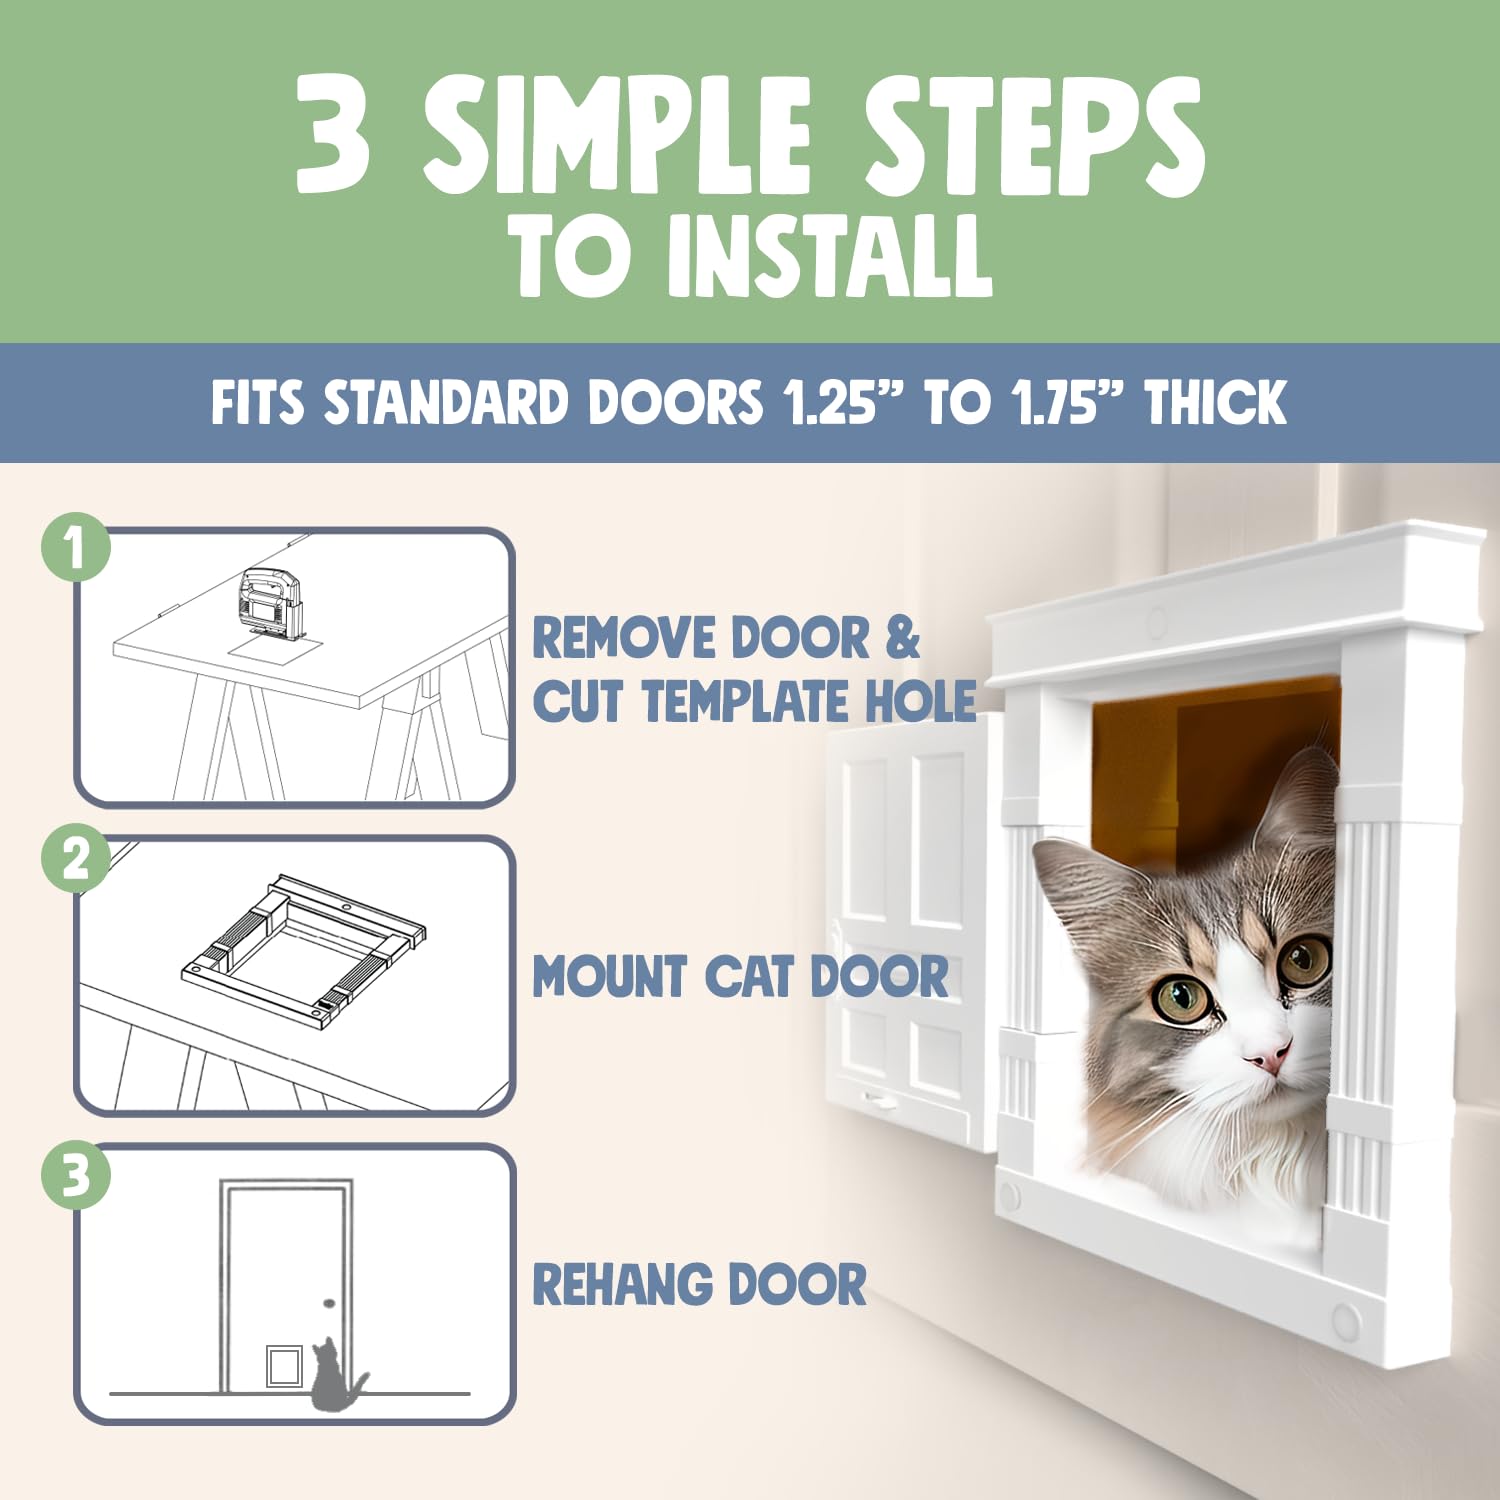 3 SIMPLE STEPS
TO INSTALL
FITS STANDARD DOORS 1.25” TO 1.75” THICK
1
REMOVE DOOR &
CUT TEMPLATE HOLE
2
MOUNT CAT DOOR
3
REHANG DOOR